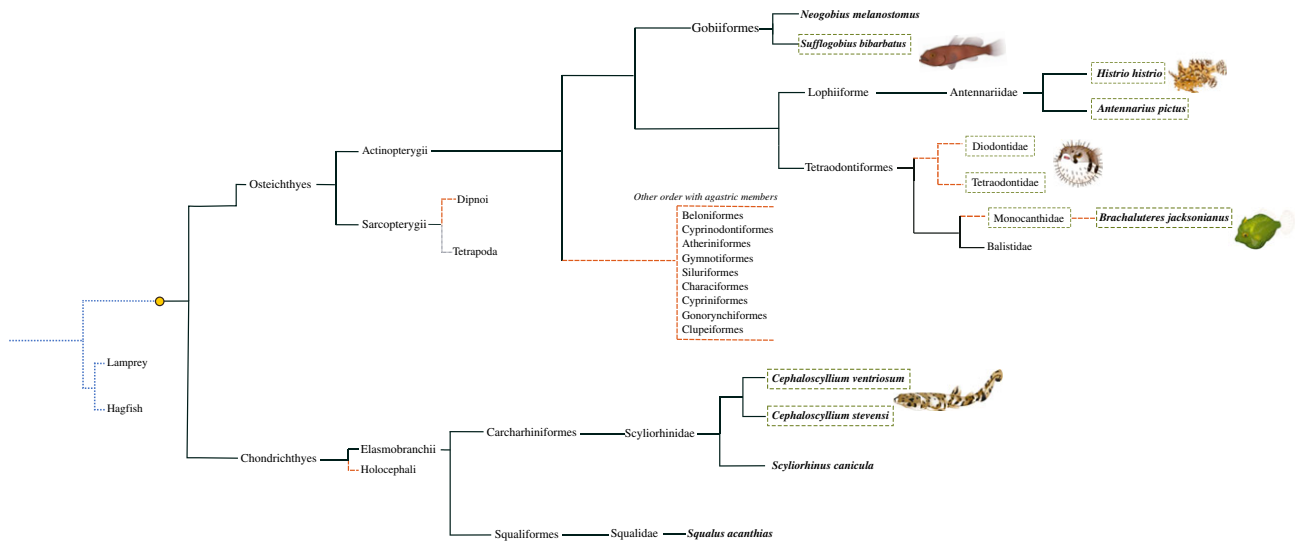 Neogobius melanostomus
Gobiiformes
Sufflogobius bibarbatus
Histrio histrio
Lophiiforme
Antennariidae
Antennarius pictus
Actinopterygii
Diodontidae
Tetraodontiformes
Osteichthyes
Tetraodontidae
Dipnoi
Other order with agastric members
Sarcopterygii
Beloniformes
Monocanthidae
Brachaluteres jacksonianus
Cyprinodontiformes
Atheriniformes
Balistidae
Tetrapoda
Gymnotiformes
Siluriformes
Characiformes
Cypriniformes
Gonorynchiformes
Clupeiformes
Lamprey
Hagfish
Cephaloscyllium ventriosum
Cephaloscyllium stevensi
Carcharhiniformes
Scyliorhinidae
Elasmobranchii
Chondrichthyes
Scyliorhinus canicula
Holocephali
Squaliformes
Squalidae
Squalus acanthias